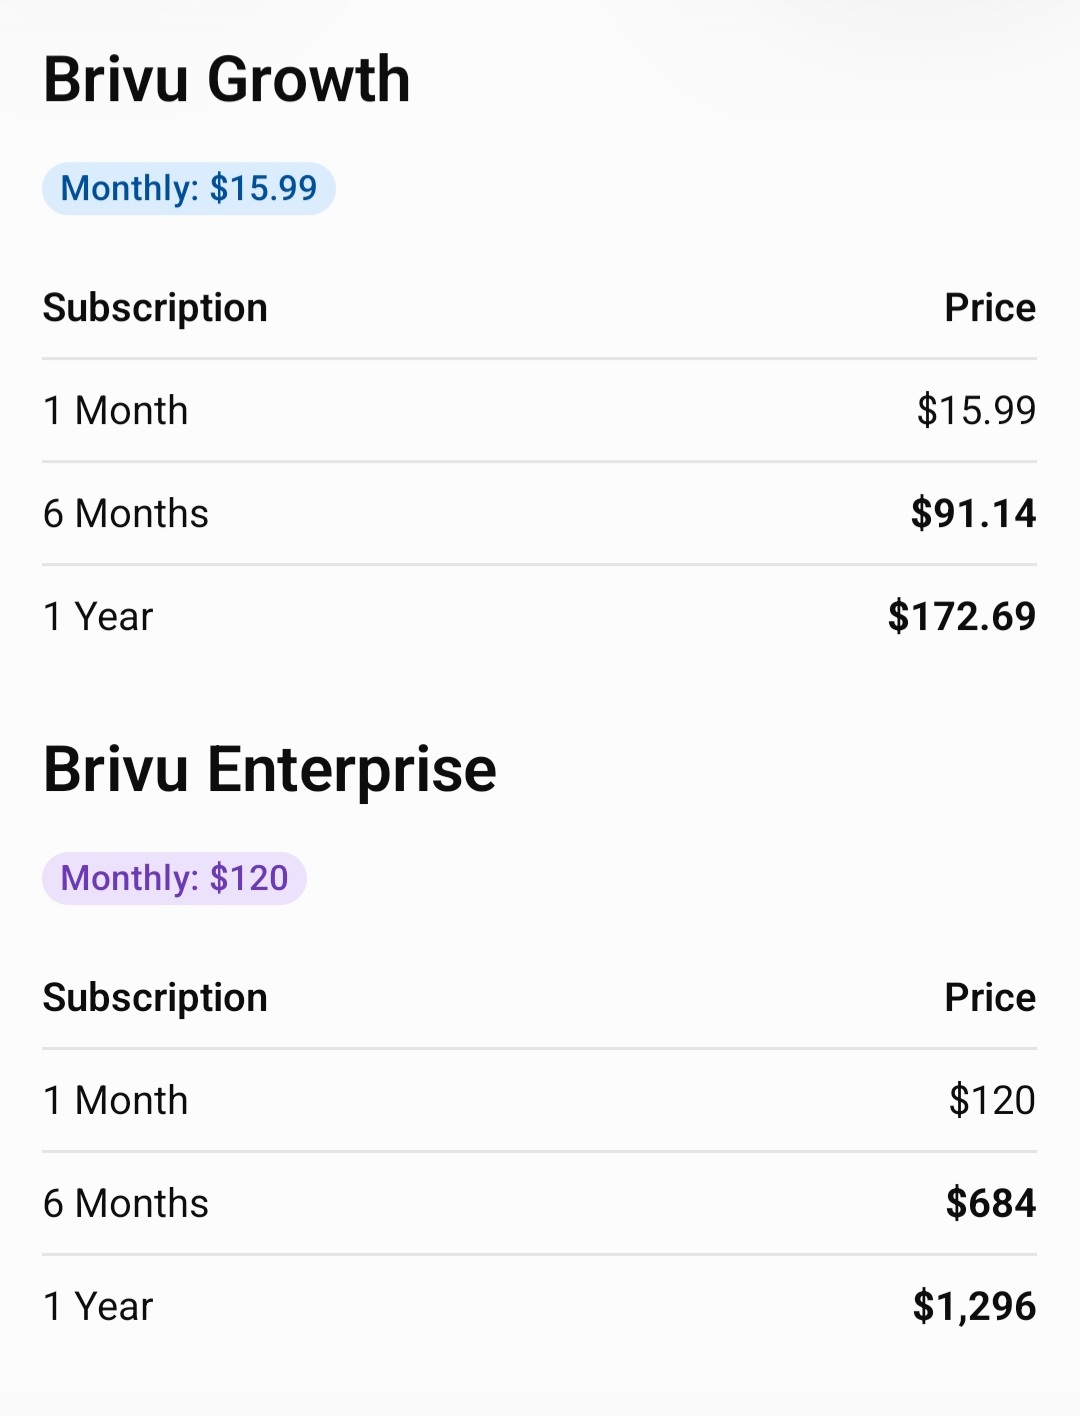 Brivu Growth
Monthly: $15.99
Subscription Price
1 Month $15.99
6 Months $91.14
1 Year $172.69
Brivu Enterprise
Monthly: $120
Subscription Price
1 Month $120
6 Months $684
1 Year $1,296